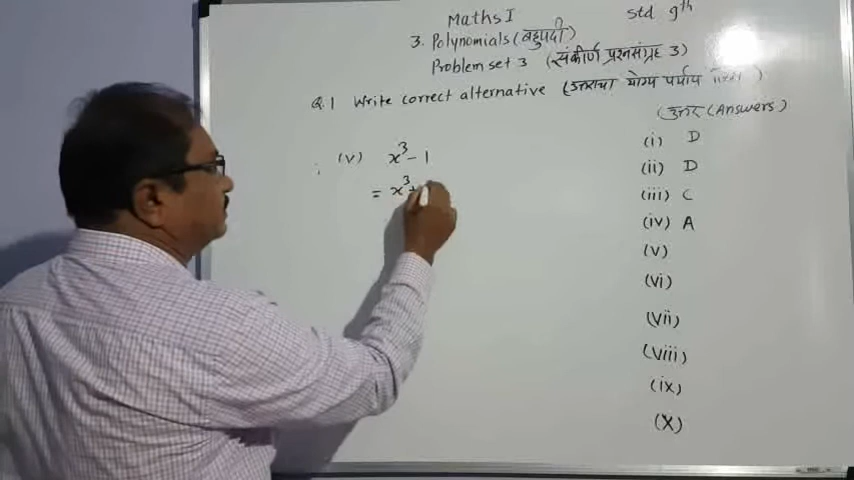 Maths I
Std 9th
3. Polynomials (बहुपदी)
Problem set 3 (संकीर्ण प्रश्नसंग्रह 3)
Q.1 Write correct alternative (उत्तराचा योग्य पर्याय
उत्तर (Answers)
(v) x³ - 1
= x³ +
(i) D
(ii) D
(iii) C
(iv) A
(v)
(vi)
(vii)
(viii)
(ix)
(x)